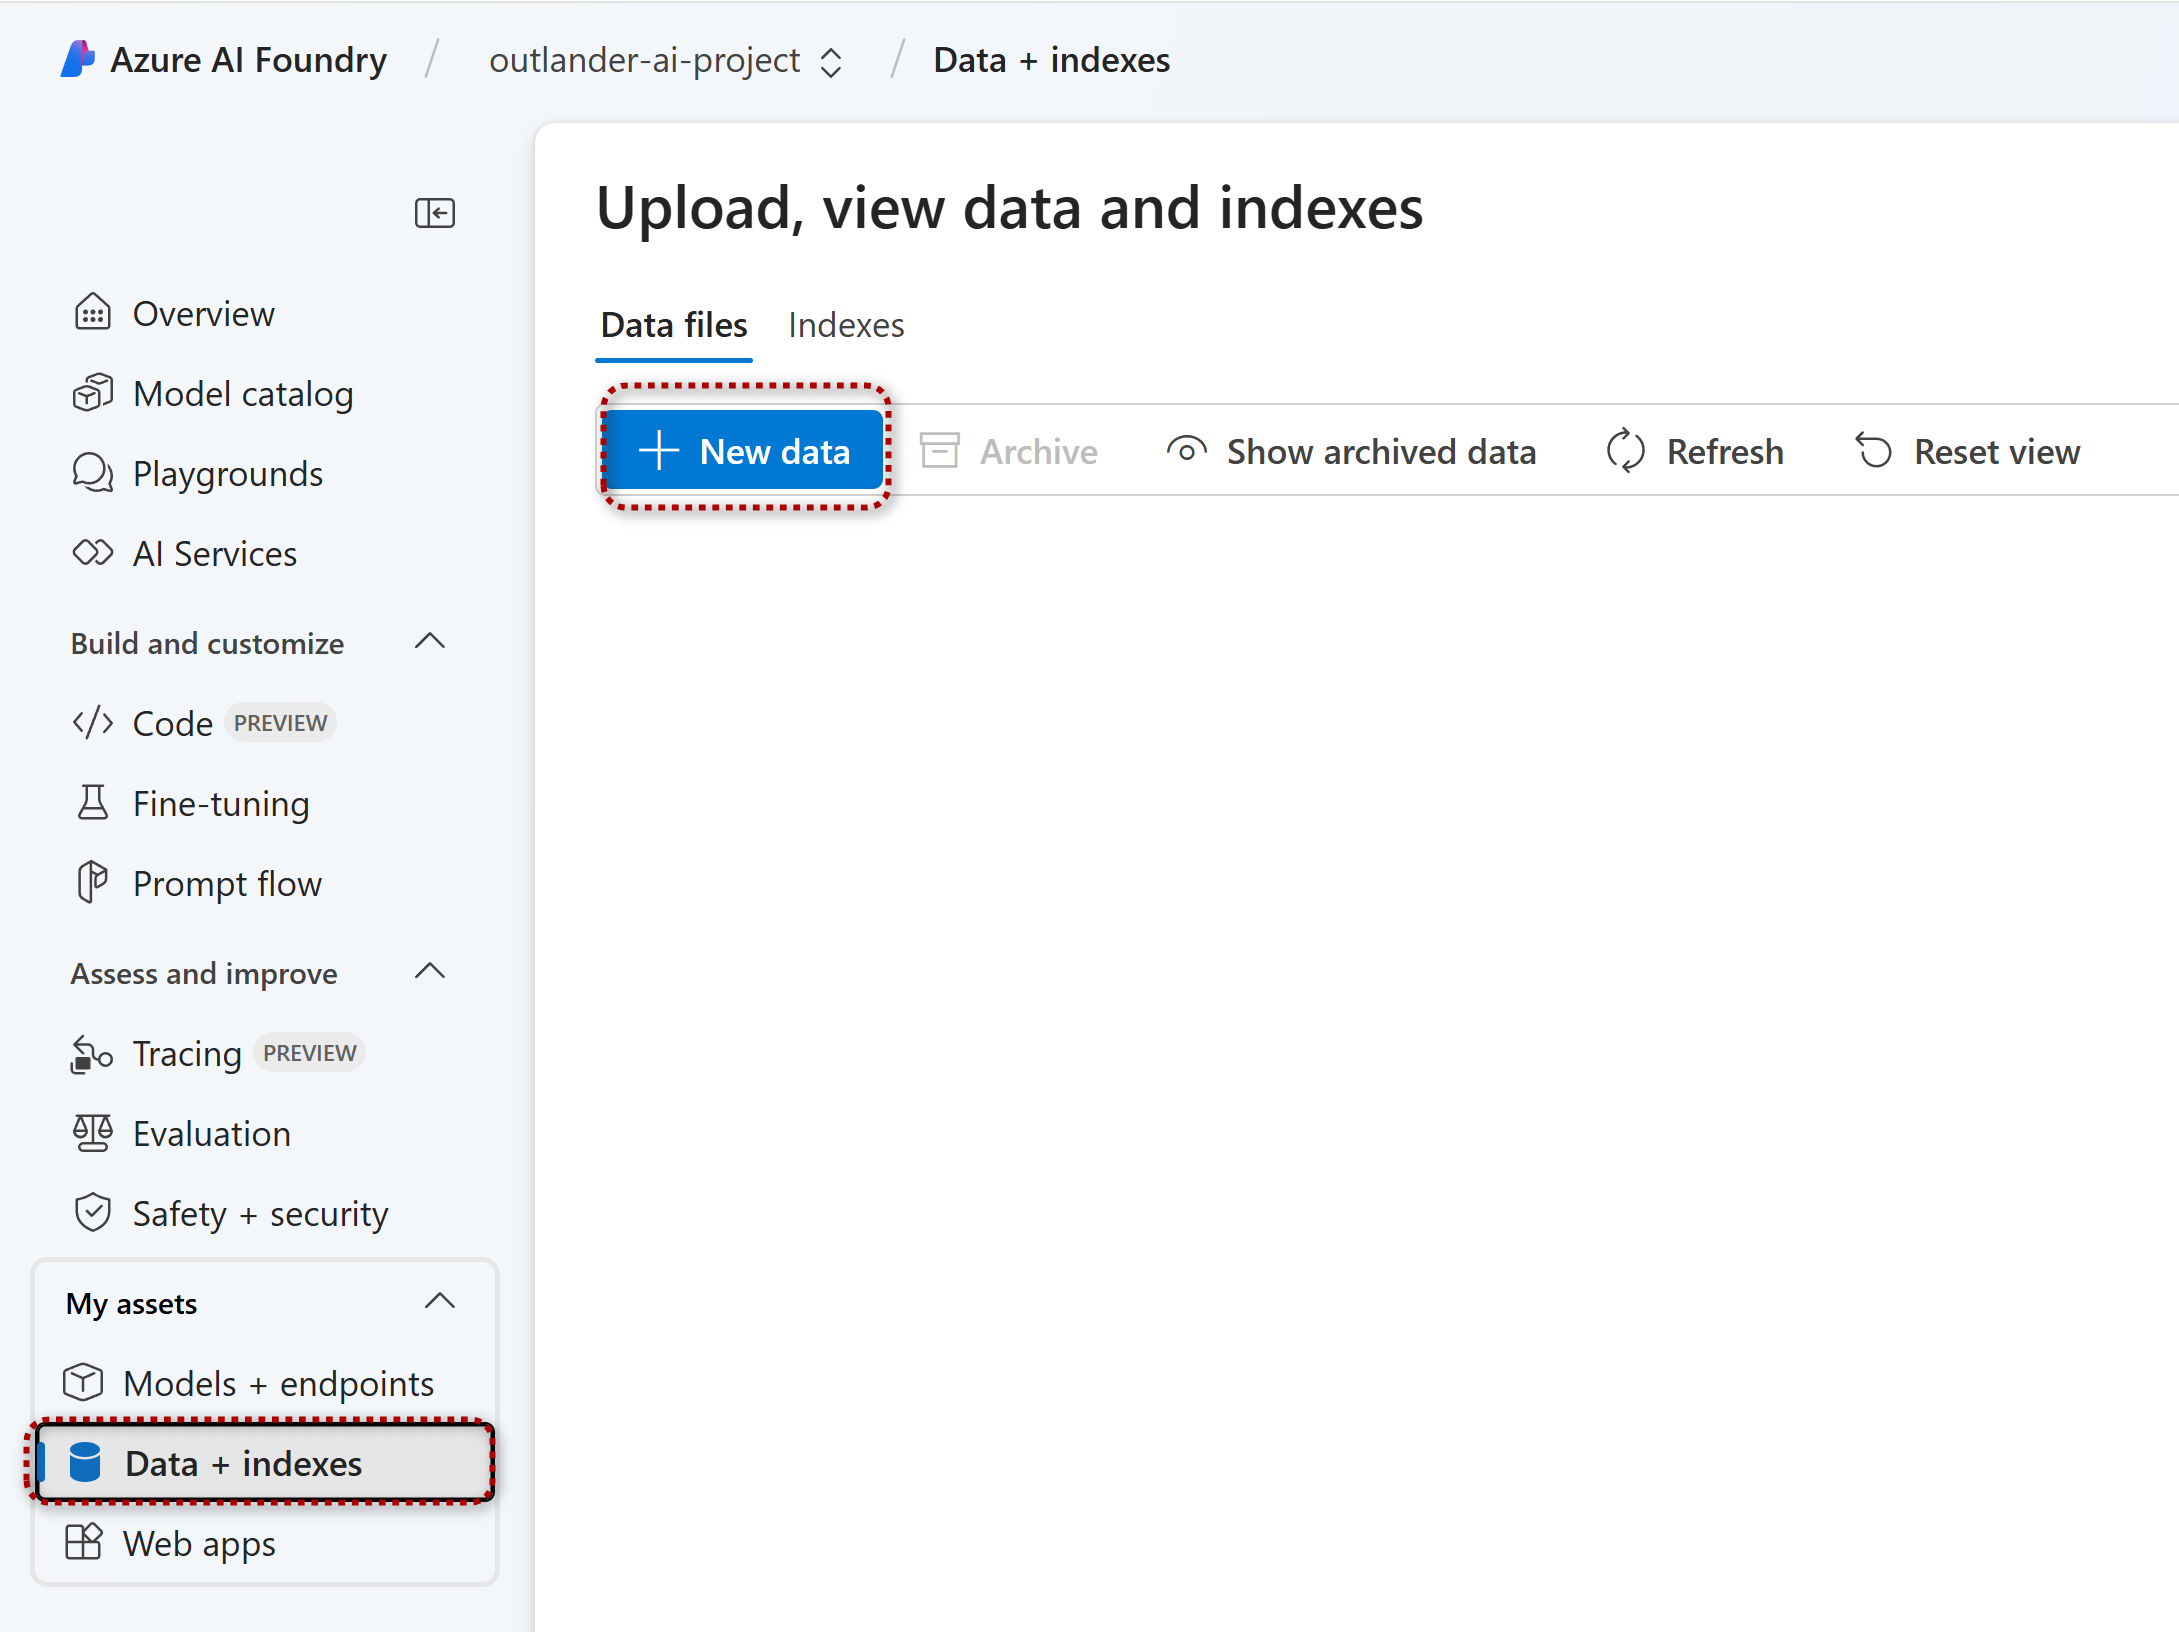 Azure AI Foundry / outlander-ai-project / Data + indexes
Upload, view data and indexes
Data files Indexes
New data Archive Show archived data Refresh Reset view
Overview
Model catalog
Playgrounds
AI Services
Build and customize
Code PREVIEW
Fine-tuning
Prompt flow
Assess and improve
Tracing PREVIEW
Evaluation
Safety + security
My assets
Models + endpoints
Data + indexes
Web apps